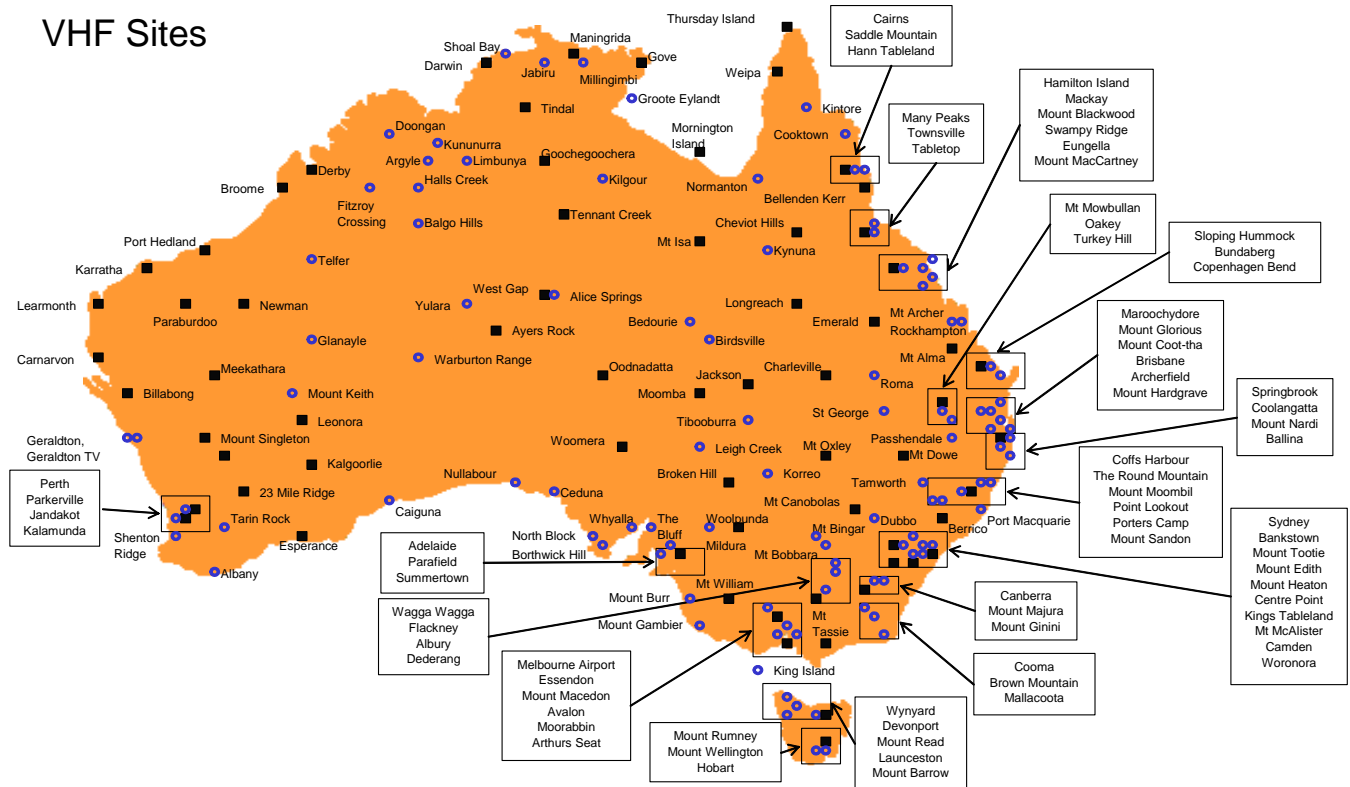 VHF Sites
Thursday Island
Cairns
Saddle Mountain
Hann Tableland
Shoal Bay
Maningrida
Darwin
Jabiru
Millingimbi
Gove
Weipa
Hamilton Island
Mackay
Mount Blackwood
Swampy Ridge
Eungella
Mount MacCartney
Groote Eylandt
Tindal
Kintore
Many Peaks
Townsville
Tabletop
Doongan
Kununurra
Mornington
Island
Cooktown
Argyle
Limbunya
Goochegoochera
Derby
Halls Creek
Kilgour
Normanton
Broome
Fitzroy
Crossing
Bellenden Kerr
Mt Mowbullan
Oakey
Turkey Hill
Balgo Hills
Tennant Creek
Cheviot Hills
Port Hedland
Mt Isa
Kynuna
Sloping Hummock
Bundaberg
Copenhagen Bend
Karratha
Telfer
Learmonth
Paraburdoo
Newman
Yulara
West Gap
Alice Springs
Longreach
Bedourie
Emerald
Mt Archer
Rockhampton
Maroochydore
Mount Glorious
Mount Coot-tha
Brisbane
Archerfield
Mount Hardgrave
Glanayle
Ayers Rock
Birdsville
Carnarvon
Warburton Range
Mt Alma
Meekathara
Oodnadatta
Jackson
Charleville
Roma
Billabong
Mount Keith
Moomba
Springbrook
Coolangatta
Mount Nardi
Ballina
Leonora
Tibooburra
St George
Geraldton,
Geraldton TV
Mount Singleton
Woomera
Leigh Creek
Mt Oxley
Passhendale
Mt Dowe
Kalgoorlie
Nullabour
Broken Hill
Korreo
Tamworth
Coffs Harbour
The Round Mountain
Mount Moombil
Point Lookout
Porters Camp
Mount Sandon
Perth
Parkerville
Jandakot
Kalamunda
23 Mile Ridge
Caiguna
Ceduna
Mt Canobolas
Port Macquarie
Tarin Rock
Whyalla
The
Bluff
Woolpunda
Dubbo
Berrico
Shenton
Ridge
Esperance
North Block
Borthwick Hill
Mildura
Mt Bingar
Mt Bobbara
Sydney
Bankstown
Mount Tootie
Mount Edith
Mount Heaton
Centre Point
Kings Tableland
Mt McAlister
Camden
Woronora
Adelaide
Parafield
Summertown
Albany
Mt William
Mount Burr
Canberra
Mount Majura
Mount Ginini
Wagga Wagga
Flackney
Albury
Dederang
Mount Gambier
Mt
Tassie
Melbourne Airport
Essendon
Mount Macedon
Avalon
Moorabbin
Arthurs Seat
King Island
Cooma
Brown Mountain
Mallacoota
Mount Rumney
Mount Wellington
Hobart
Wynyard
Devonport
Mount Read
Launceston
Mount Barrow